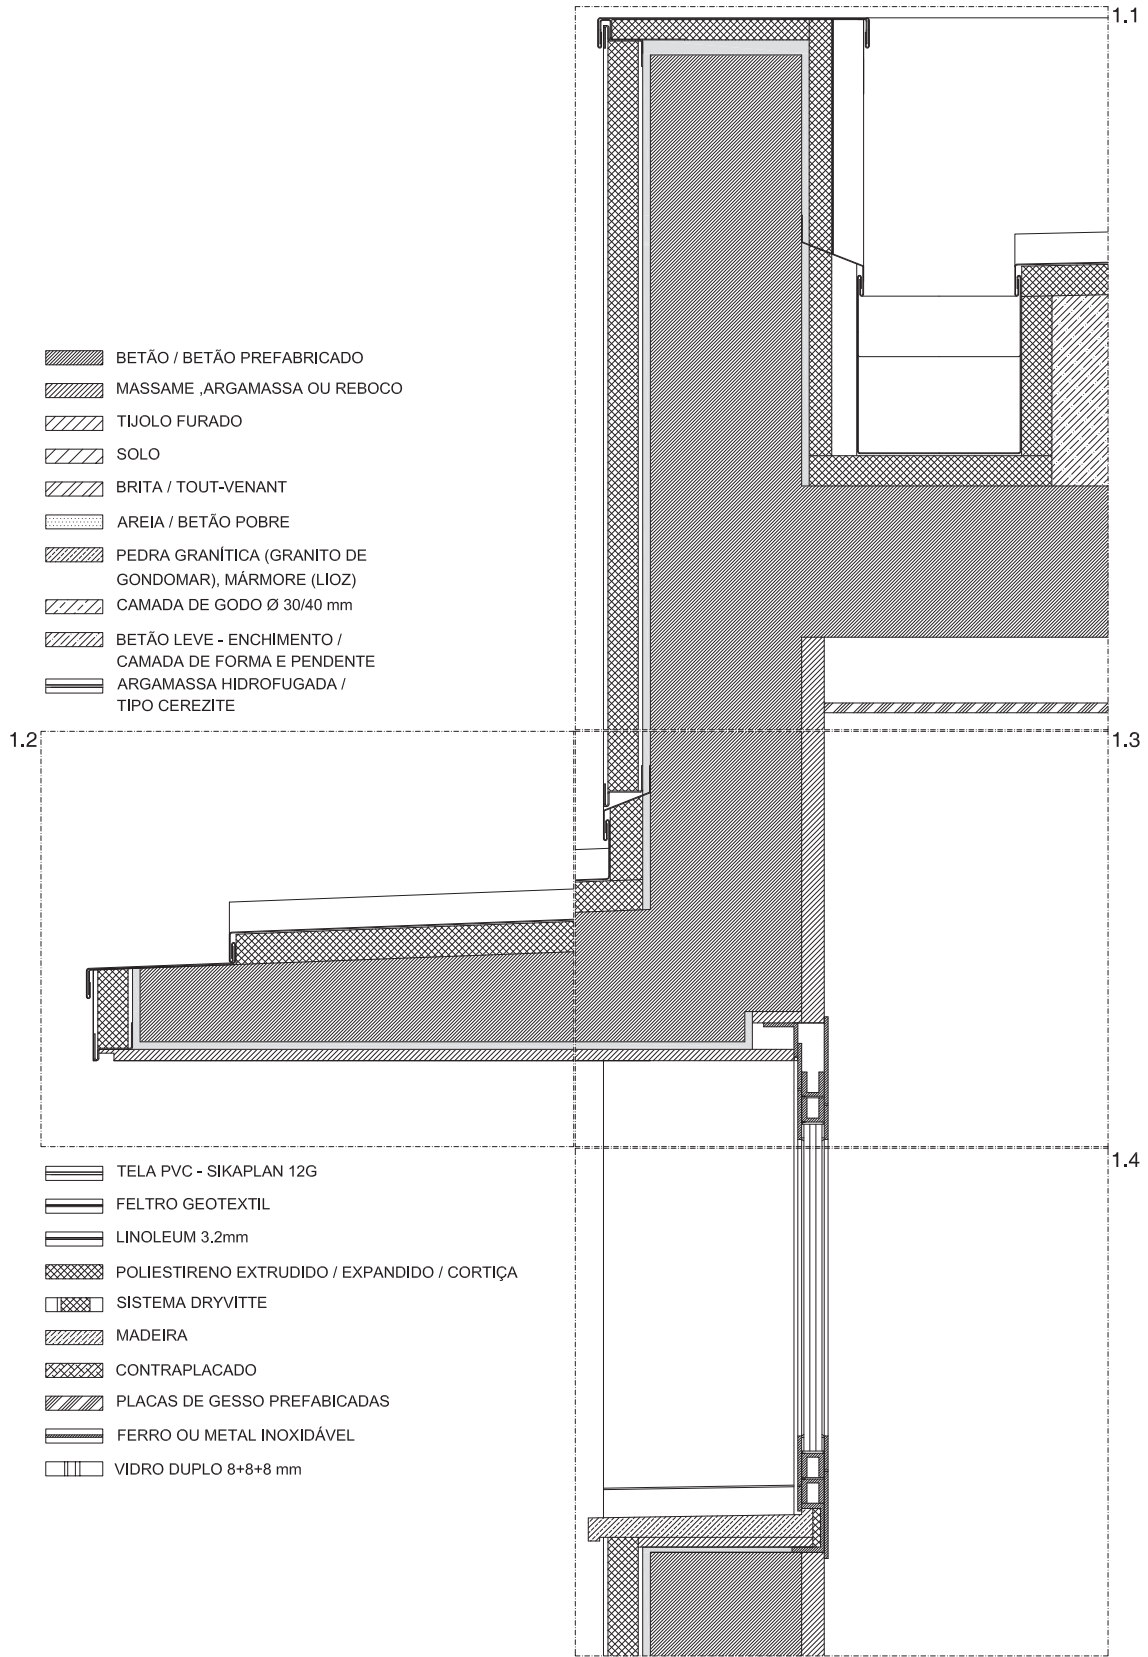 1.1
BETÃO / BETÃO PREFABRICADO
MASSAME ,ARGAMASSA OU REBOCO
TIJOLO FURADO
SOLO
BRITA / TOUT-VENANT
AREIA / BETÃO POBRE
PEDRA GRANÍTICA (GRANITO DE
GONDOMAR), MÁRMORE (LIOZ)
CAMADA DE GODO Ø 30/40 mm
BETÃO LEVE - ENCHIMENTO /
CAMADA DE FORMA E PENDENTE
ARGAMASSA HIDROFUGADA /
TIPO CEREZITE
1.2
1.3
1.4
TELA PVC - SIKAPLAN 12G
FELTRO GEOTEXTIL
LINOLEUM 3.2mm
POLIESTIRENO EXTRUDIDO / EXPANDIDO / CORTIÇA
SISTEMA DRYVITTE
MADEIRA
CONTRAPLACADO
PLACAS DE GESSO PREFABICADAS
FERRO OU METAL INOXIDÁVEL
VIDRO DUPLO 8+8+8 mm